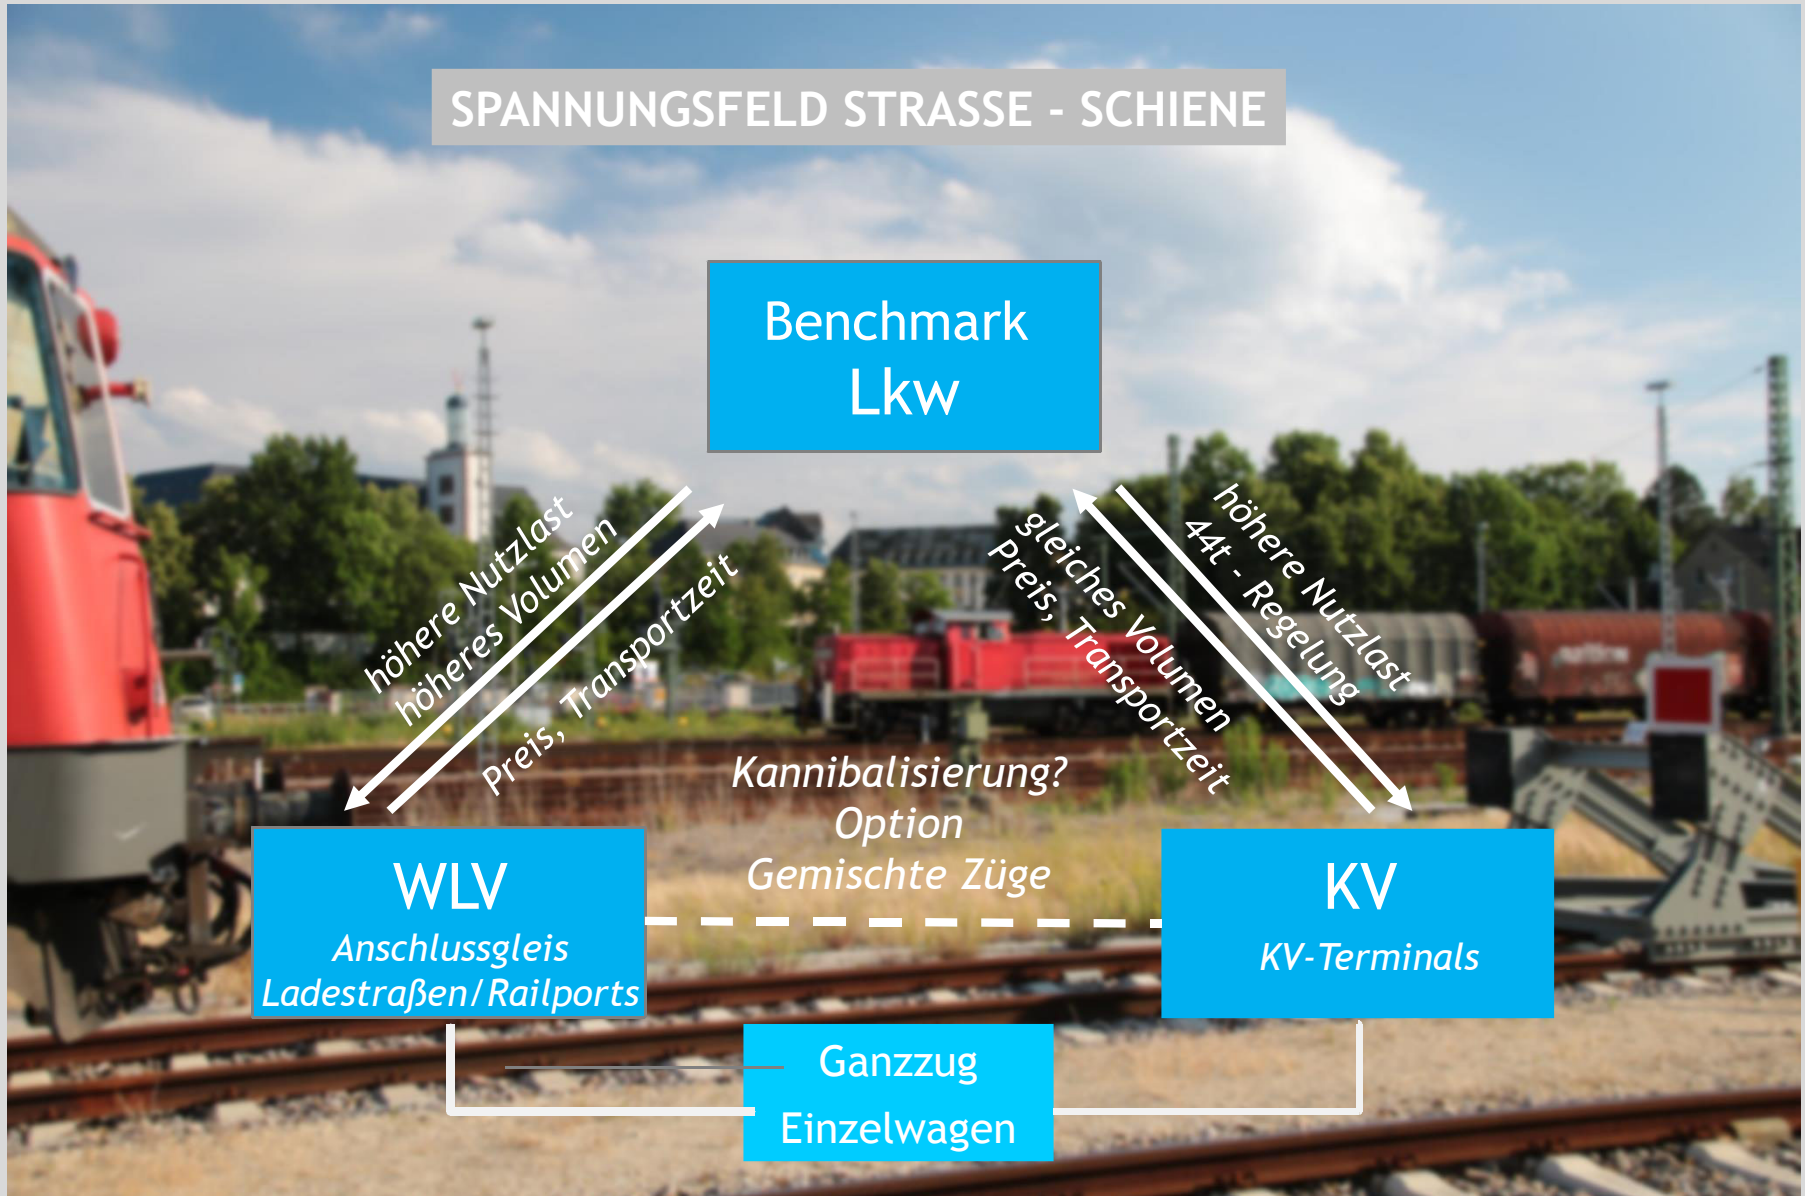 SPANNUNGSFELD STRASSE - SCHIENE
Benchmark
Lkw
höhere Nutzlast
höheres Volumen
Preis, Transportzeit
gleiches Volumen
Preis, Transportzeit
höhere Nutzlast
44t - Regelung
Kannibalisierung?
Option
Gemischte Züge
WLV
Anschlussgleis
Ladestraßen/Railports
KV
KV-Terminals
Ganzzug
Einzelwagen